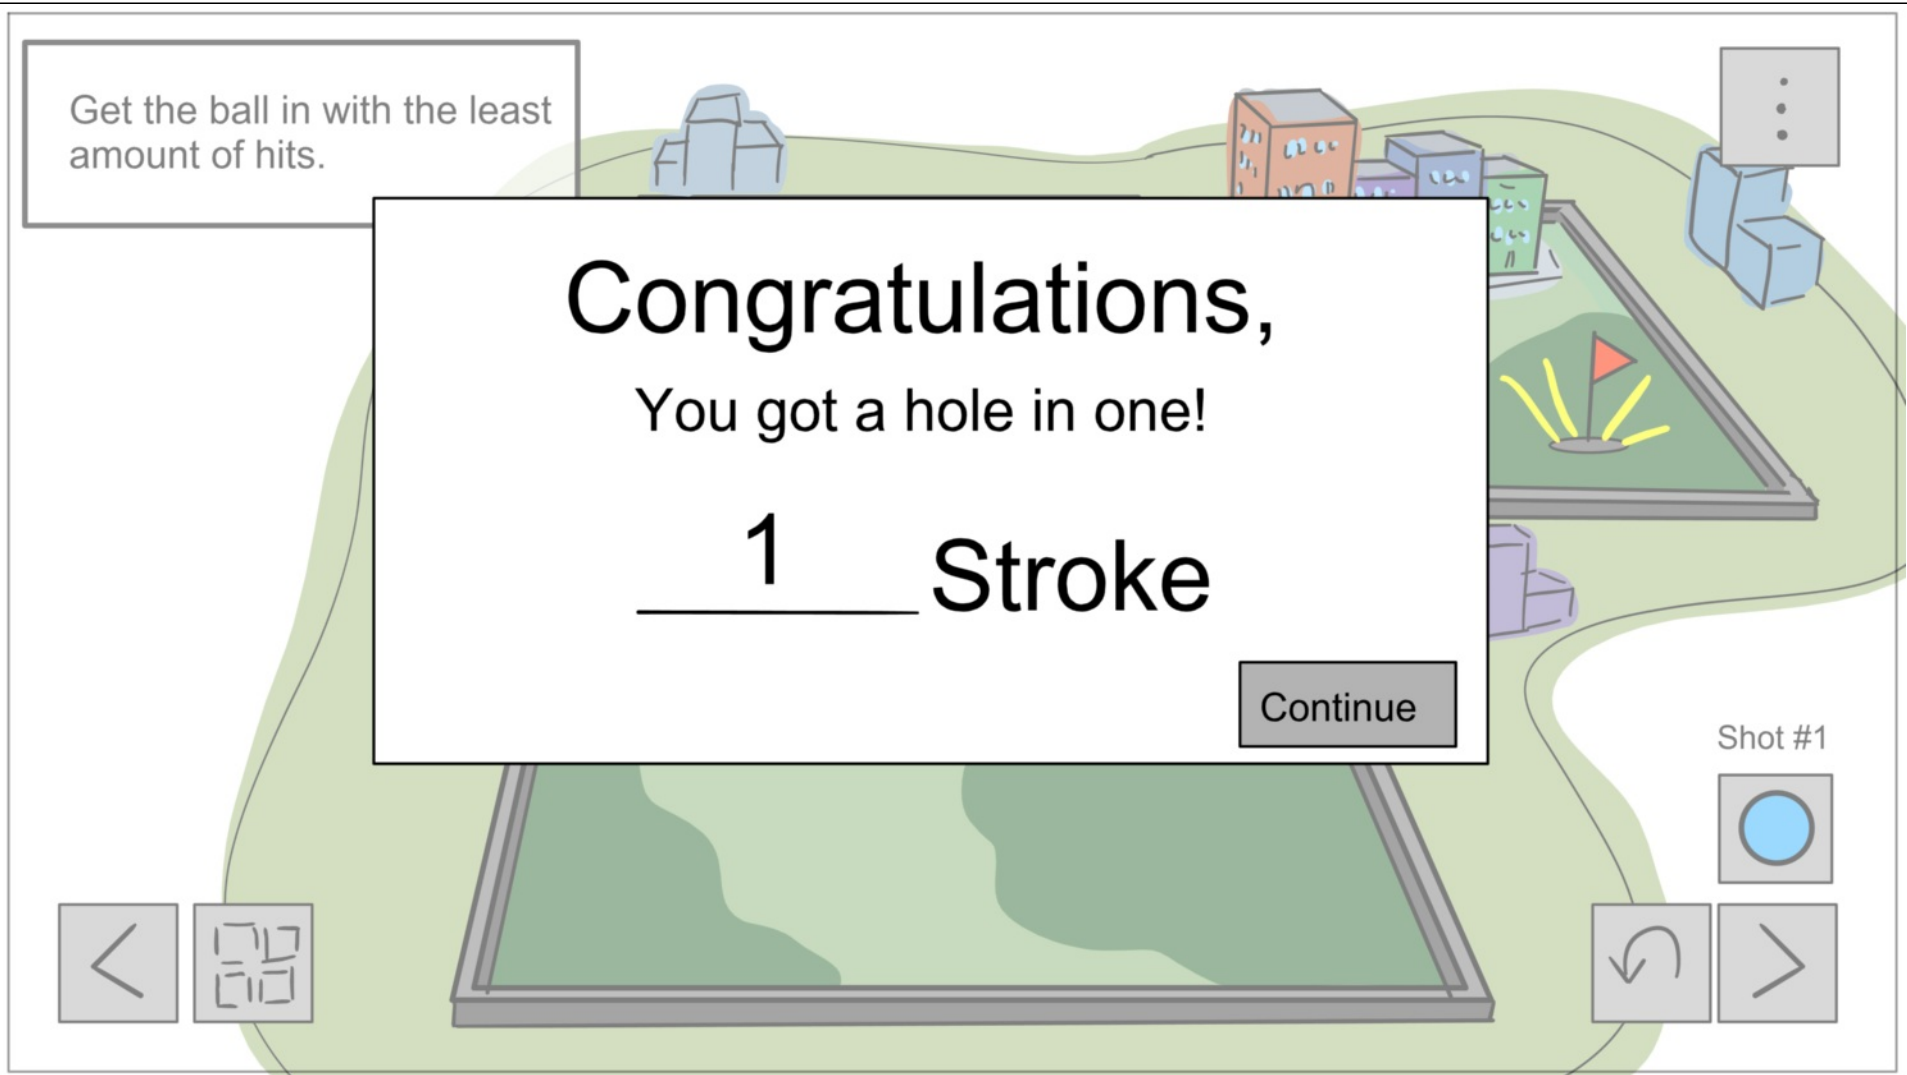 Get the ball in with the least
amount of hits.
Congratulations,
You got a hole in one!
1 Stroke
Continue
Shot #1